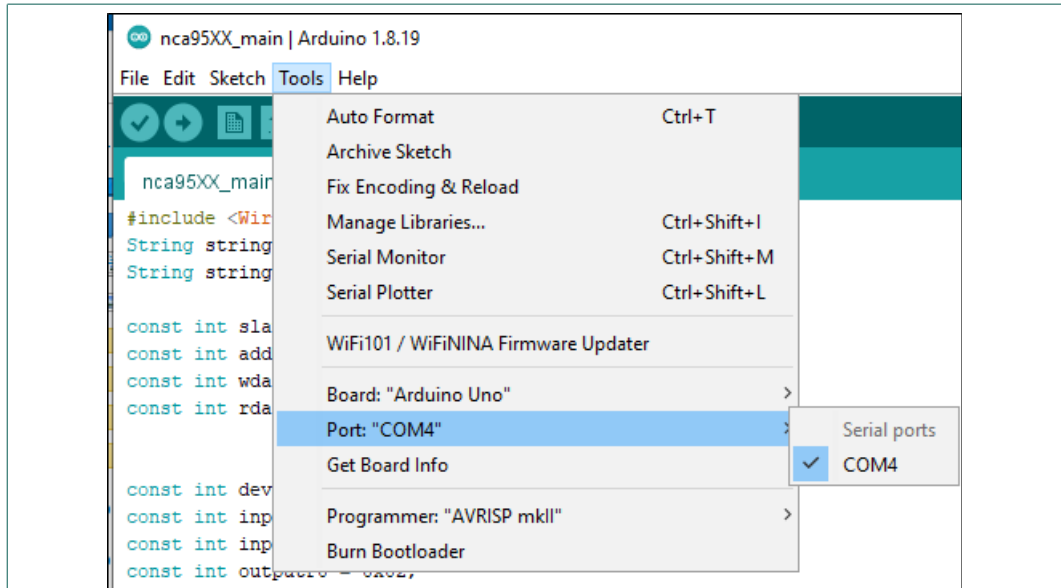 nca95XX_main | Arduino 1.8.19
File Edit Sketch Tools Help
Auto Format Ctrl+T
Archive Sketch
nca95XX_main
Fix Encoding & Reload
#include <Wir
Manage Libraries... Ctrl+Shift+I
String string
Serial Monitor Ctrl+Shift+M
String string
Serial Plotter Ctrl+Shift+L
const int sla
WiFi101 / WiFiNINA Firmware Updater
const int add
const int wda
Board: "Arduino Uno"
const int rda
Port: "COM4"
Serial ports
Get Board Info
COM4
const int dev
const int inp
Programmer: "AVRISP mkII"
const int inp
Burn Bootloader
const int